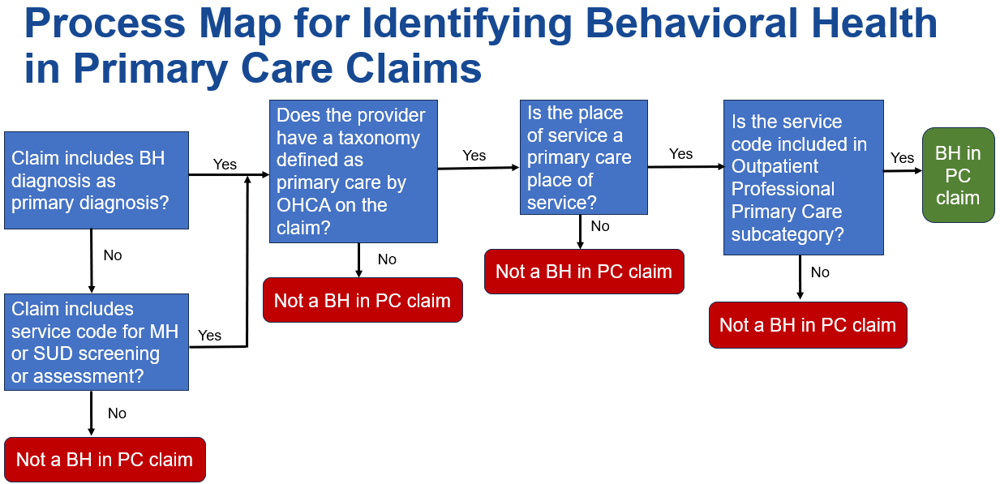 Process Map for Identifying Behavioral Health
in Primary Care Claims
Claim includes BH
diagnosis as
primary diagnosis?
Yes
No
Claim includes
service code for MH
or SUD screening
or assessment?
Yes
No
Not a BH in PC claim
Does the provider
have a taxonomy
defined as
primary care by
OHCA on the
claim?
Yes
No
Not a BH in PC claim
Is the place
of service a
primary care
place of
service?
Yes
No
Not a BH in PC claim
Is the service
code included in
Outpatient
Professional
Primary Care
subcategory?
Yes
No
Not a BH in PC claim
BH in
PC
claim